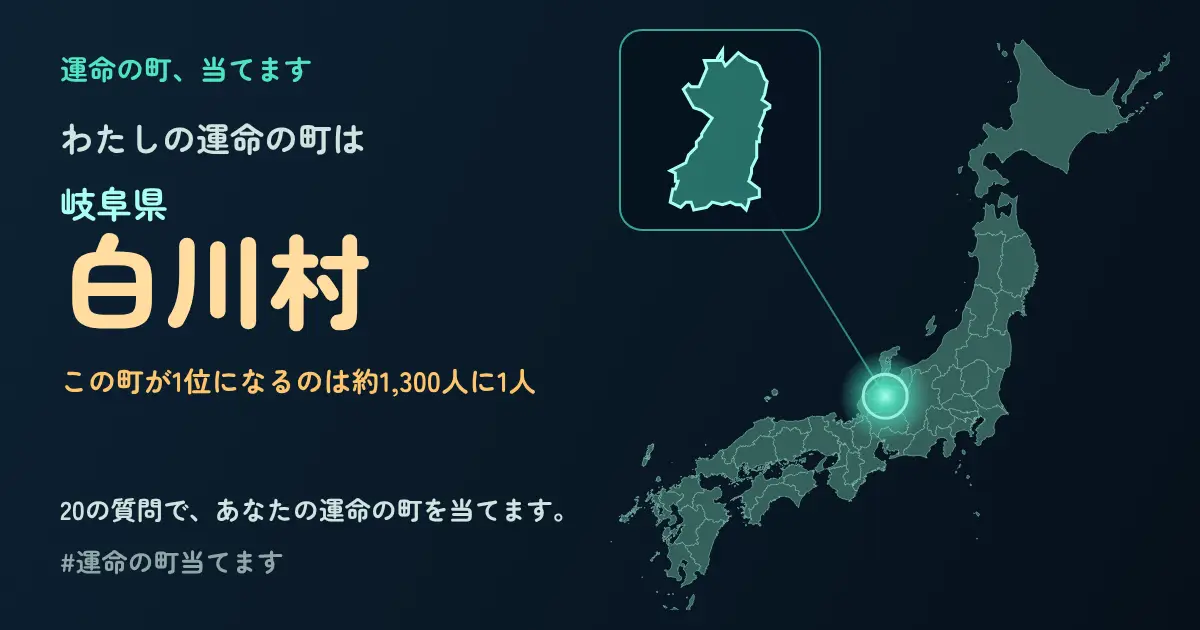 運命の町、当てます
わたしの運命の町は
岐阜県
白川村
この町が1位になるのは約1,300人に1人
20の質問で、あなたの運命の町を当てます。
#運命の町当てます